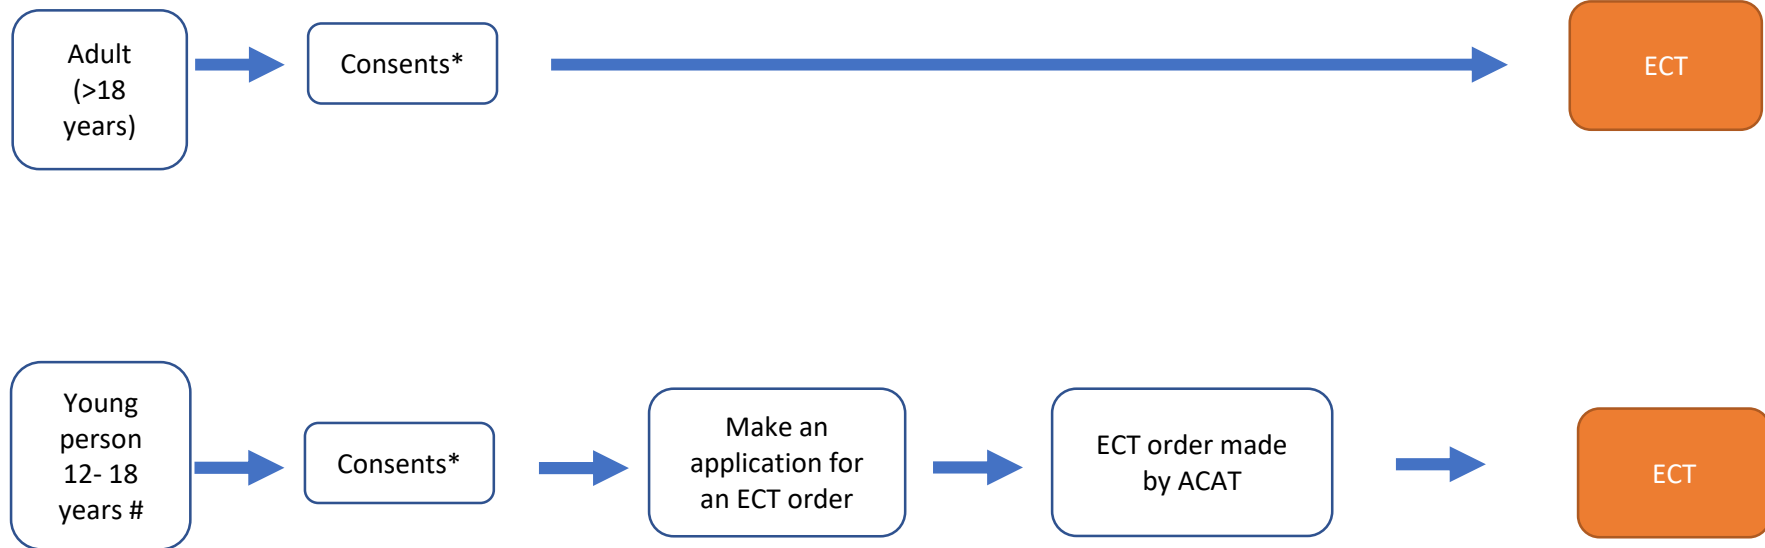 Adult
(>18
years)
Consents*
ECT
Young
person
12- 18
years #
Consents*
Make an
application for
an ECT order
ECT order made
by ACAT
ECT